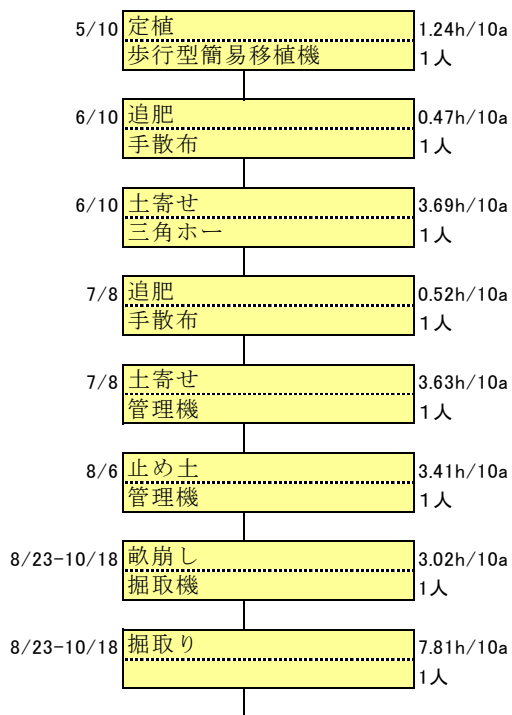 5/10 定植 1.24h/10a
歩行型簡易移植機 1人
6/10 追肥 0.47h/10a
手散布 1人
6/10 土寄せ 3.69h/10a
三角ホー 1人
7/8 追肥 0.52h/10a
手散布 1人
7/8 土寄せ 3.63h/10a
管理機 1人
8/6 止め土 3.41h/10a
管理機 1人
8/23-10/18 畝崩し 3.02h/10a
掘取機 1人
8/23-10/18 掘取り 7.81h/10a
1人